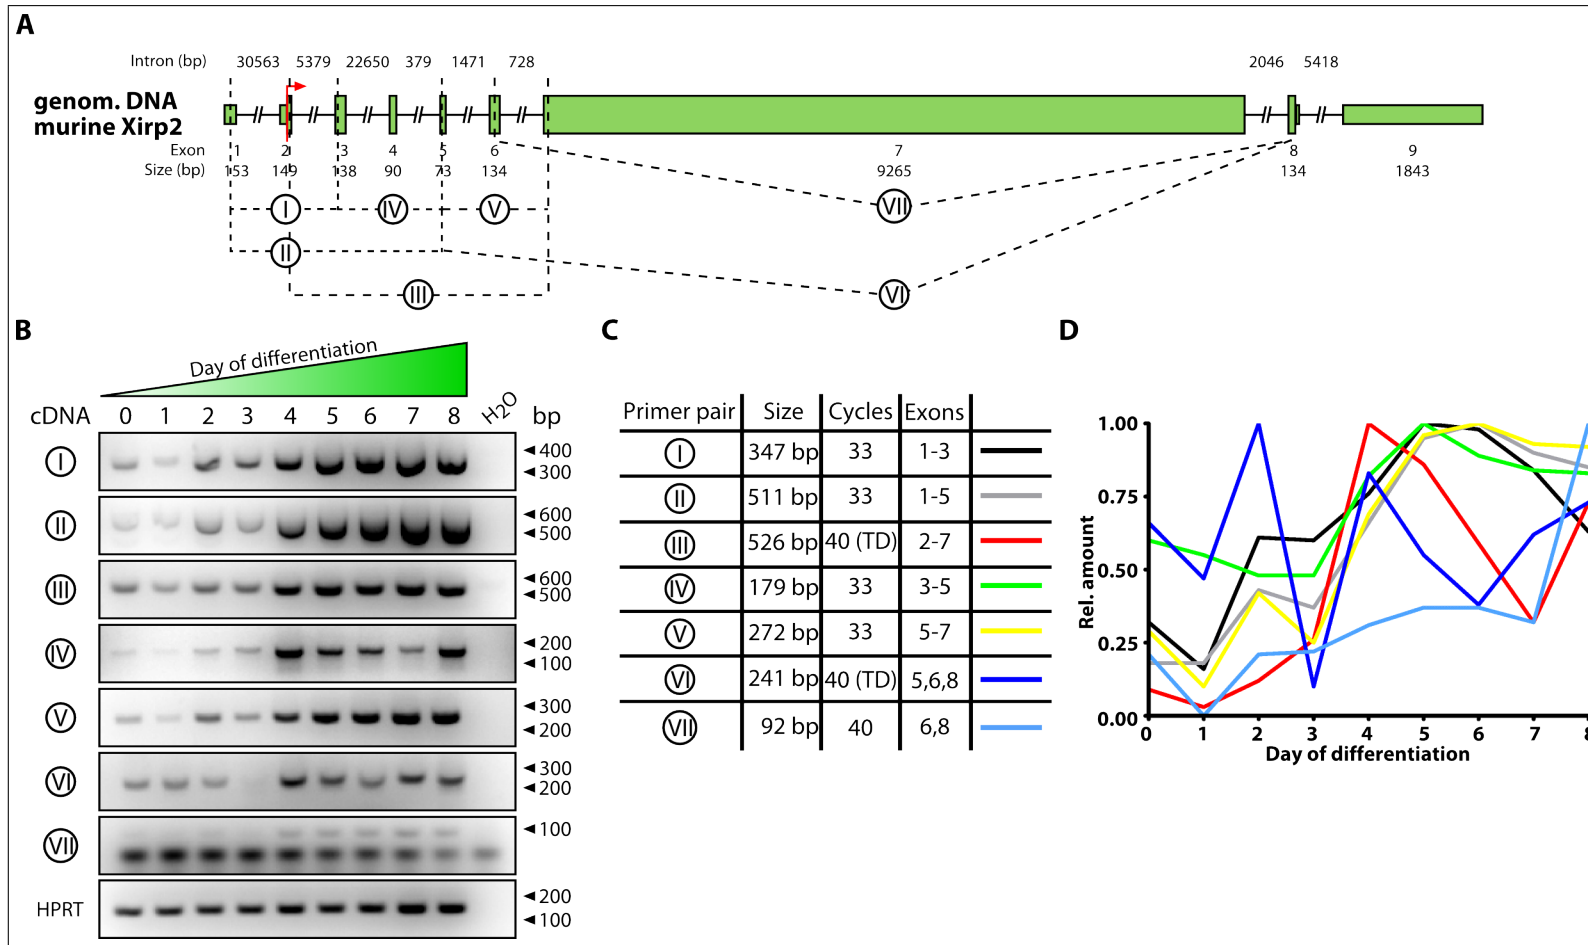 A
Intron (bp) 30563 5379 22650 379 1471 728 2046 5418
genom. DNA
murine Xirp2
Exon 1 2 3 4 5 6 7 8 9
Size (bp) 153 149 138 90 73 134 9265 134 1843
I IV V VII
II
III VI
B
Day of differentiation
cDNA 0 1 2 3 4 5 6 7 8 H2O bp
I
400
300
II
600
500
III
600
500
IV
200
100
V
300
200
VI
300
200
VII
100
HPRT
200
100
C
Primer pair Size Cycles Exons
I 347 bp 33 1-3
II 511 bp 33 1-5
III 526 bp 40 (TD) 2-7
IV 179 bp 33 3-5
V 272 bp 33 5-7
VI 241 bp 40 (TD) 5,6,8
VII 92 bp 40 6,8
D
Rel. amount
1.00
0.75
0.50
0.25
0.00
0 1 2 3 4 5 6 7 8
Day of differentiation